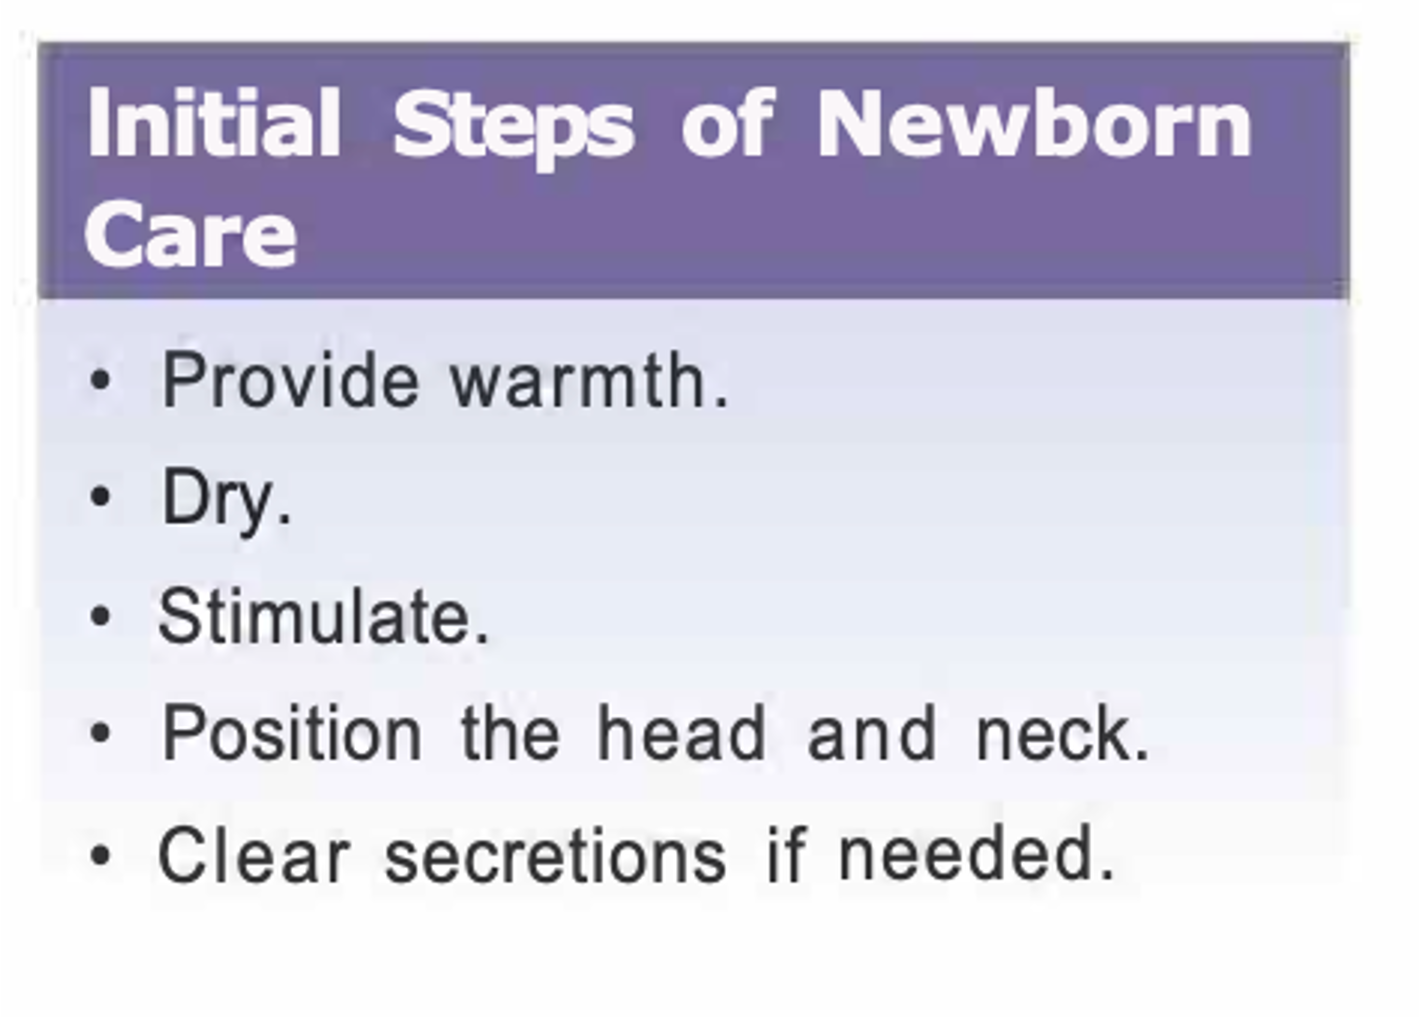 Initial Steps of Newborn
Care
• Provide warmth.
• Dry.
• Stimulate.
• Position the head and neck.
• Clear secretions if needed.